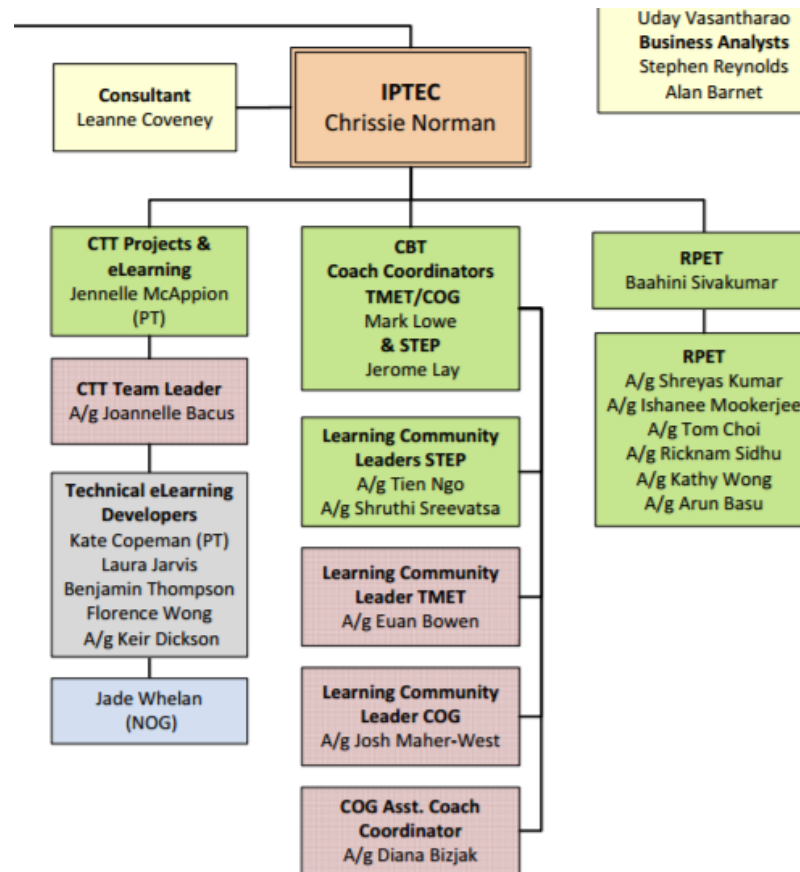 Uday Vasantharao
Business Analysts
Stephen Reynolds
Alan Barnet
Consultant
Leanne Coveney
IPTEC
Chrissie Norman
CTT Projects &
eLearning
Jennelle McAppion
(PT)
CTT Team Leader
A/g Joannelle Bacus
Technical eLearning
Developers
Kate Copeman (PT)
Laura Jarvis
Benjamin Thompson
Florence Wong
A/g Keir Dickson
Jade Whelan
(NOG)
CBT
Coach Coordinators
TMET/COG
Mark Lowe
& STEP
Jerome Lay
Learning Community
Leaders STEP
A/g Tien Ngo
A/g Shruthi Sreevatsa
Learning Community
Leader TMET
A/g Euan Bowen
Learning Community
Leader COG
A/g Josh Maher-West
COG Asst. Coach
Coordinator
A/g Diana Bizjak
RPET
Baahini Sivakumar
RPET
A/g Shreyas Kumar
A/g Ishanee Mookerjee
A/g Tom Choi
A/g Ricknam Sidhu
A/g Kathy Wong
A/g Arun Basu